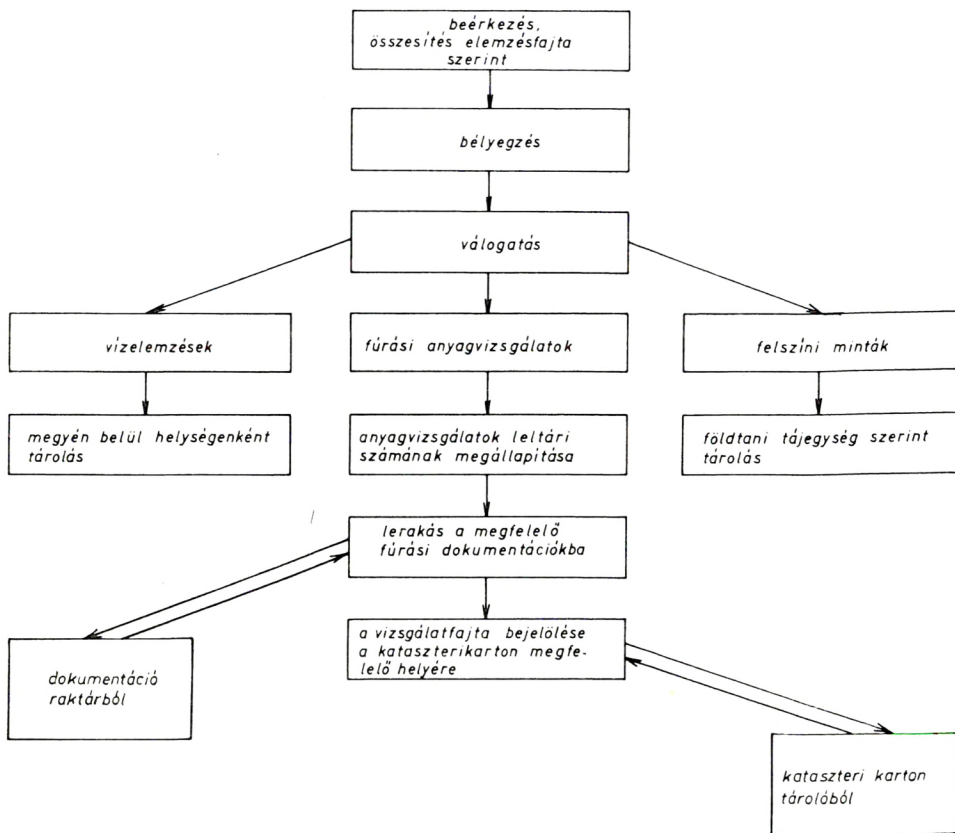 beérkezés,
összesítés elemzésfajta
szerint
bélyegzés
válogatás
vízelemzések
fúrási anyagvizsgálatok
felszíni minták
megyén belül helységenként
tárolás
anyagvizsgálatok leltári
számának megállapítása
földtani tájegység szerint
tárolás
lerakás a megfelelő
fúrási dokumentációkba
a vizsgálatfajta bejelölése
a kataszterikarton megfe-
lelő helyére
dokumentáció
raktárból
kataszteri karton
tárolóból